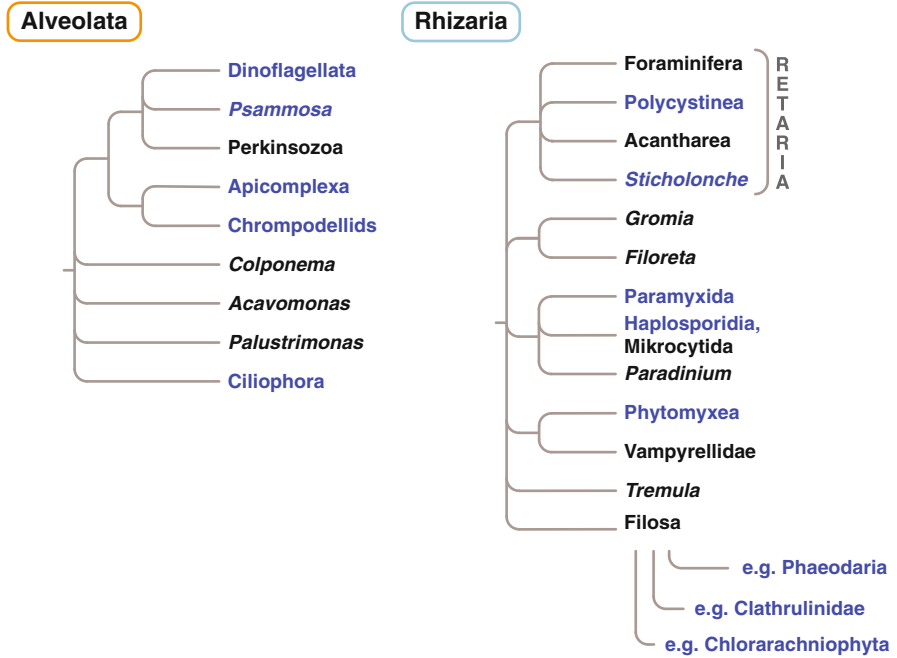 Alveolata
Dinoflagellata
Psammosa
Perkinsozoa
Apicomplexa
Chrompodellids
Colponema
Acavomonas
Palustrimonas
Ciliophora
Rhizaria
Foraminifera
Polycystinea
Acantharea
Sticholonche
RETARIA
Gromia
Filoreta
Paramyxida
Haplosporidia,
Mikrocytida
Paradinium
Phytomyxea
Vampyrellidae
Tremula
Filosa
e.g. Phaeodaria
e.g. Clathrulinidae
e.g. Chlorarachniophyta